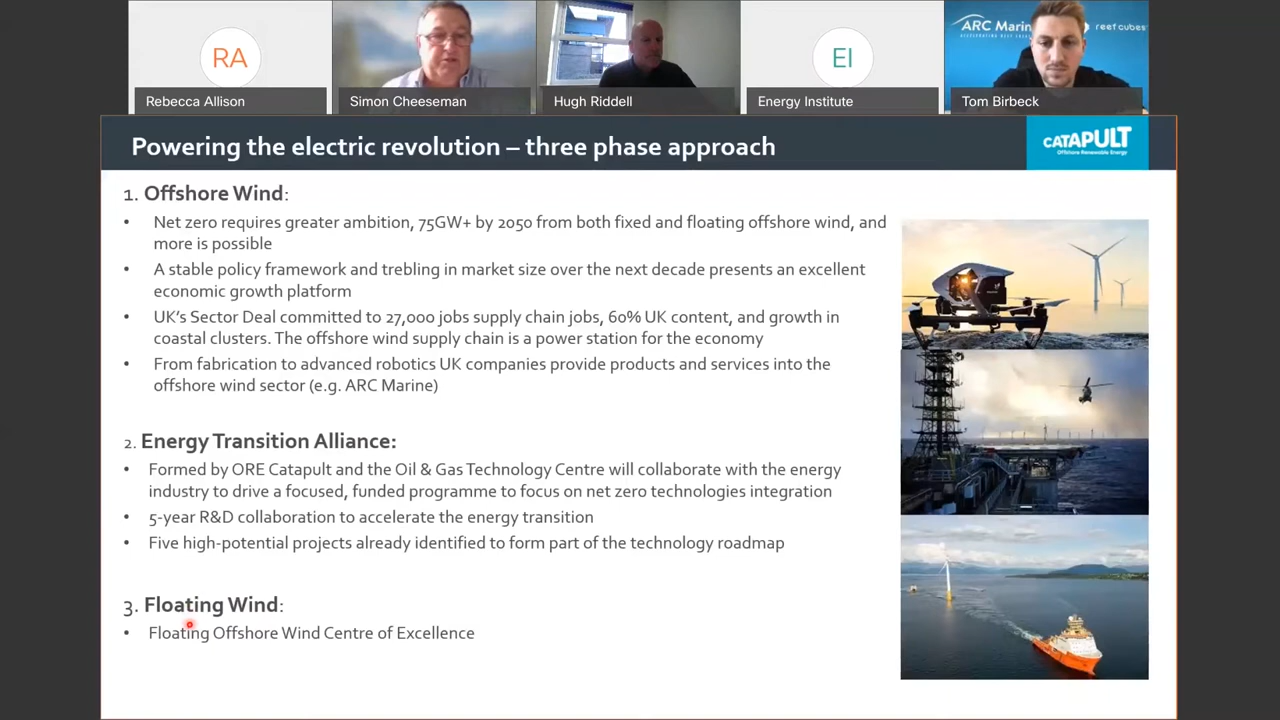 RA
EI
ARC Marin
reef cubes
Rebecca Allison
Simon Cheeseman
Hugh Riddell
Energy Institute
Tom Birbeck
Powering the electric revolution – three phase approach
CATAPULT
Offshore Renewable Energy
1. Offshore Wind:
• Net zero requires greater ambition, 75GW+ by 2050 from both fixed and floating offshore wind, and
more is possible
• A stable policy framework and trebling in market size over the next decade presents an excellent
economic growth platform
• UK's Sector Deal committed to 27,000 jobs supply chain jobs, 60% UK content, and growth in
coastal clusters. The offshore wind supply chain is a power station for the economy
• From fabrication to advanced robotics UK companies provide products and services into the
offshore wind sector (e.g. ARC Marine)
2. Energy Transition Alliance:
• Formed by ORE Catapult and the Oil & Gas Technology Centre will collaborate with the energy
industry to drive a focused, funded programme to focus on net zero technologies integration
• 5-year R&D collaboration to accelerate the energy transition
• Five high-potential projects already identified to form part of the technology roadmap
3. Floating Wind:
• Floating Offshore Wind Centre of Excellence